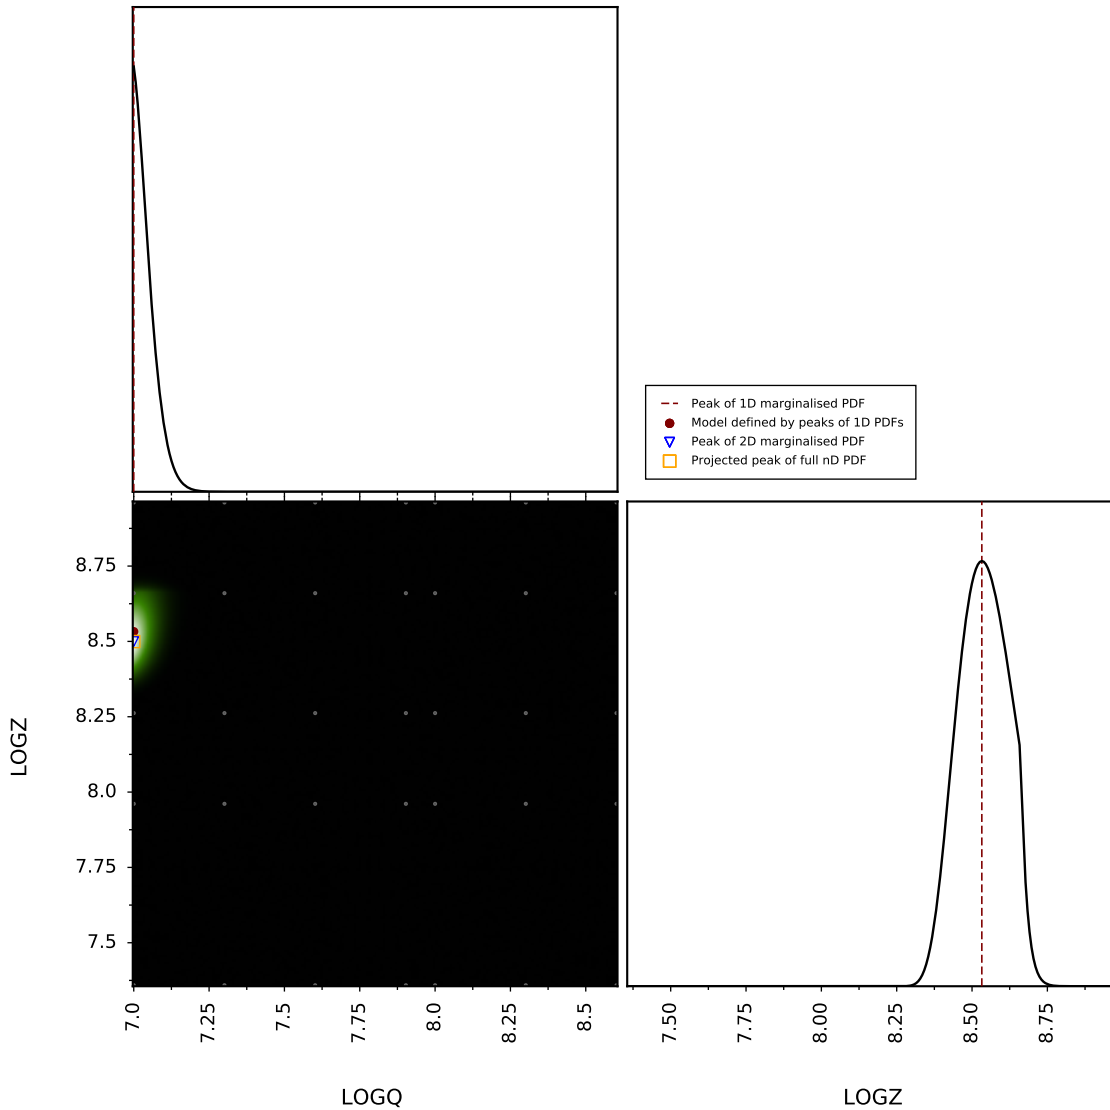 Peak of 1D marginalised PDF
Model defined by peaks of 1D PDFs
Peak of 2D marginalised PDF
Projected peak of full nD PDF
8.75
8.5
8.25
8.0
7.75
7.5
LOGZ
7.0 7.25 7.5 7.75 8.0 8.25 8.5
7.50 7.75 8.00 8.25 8.50 8.75
LOGQ
LOGZ